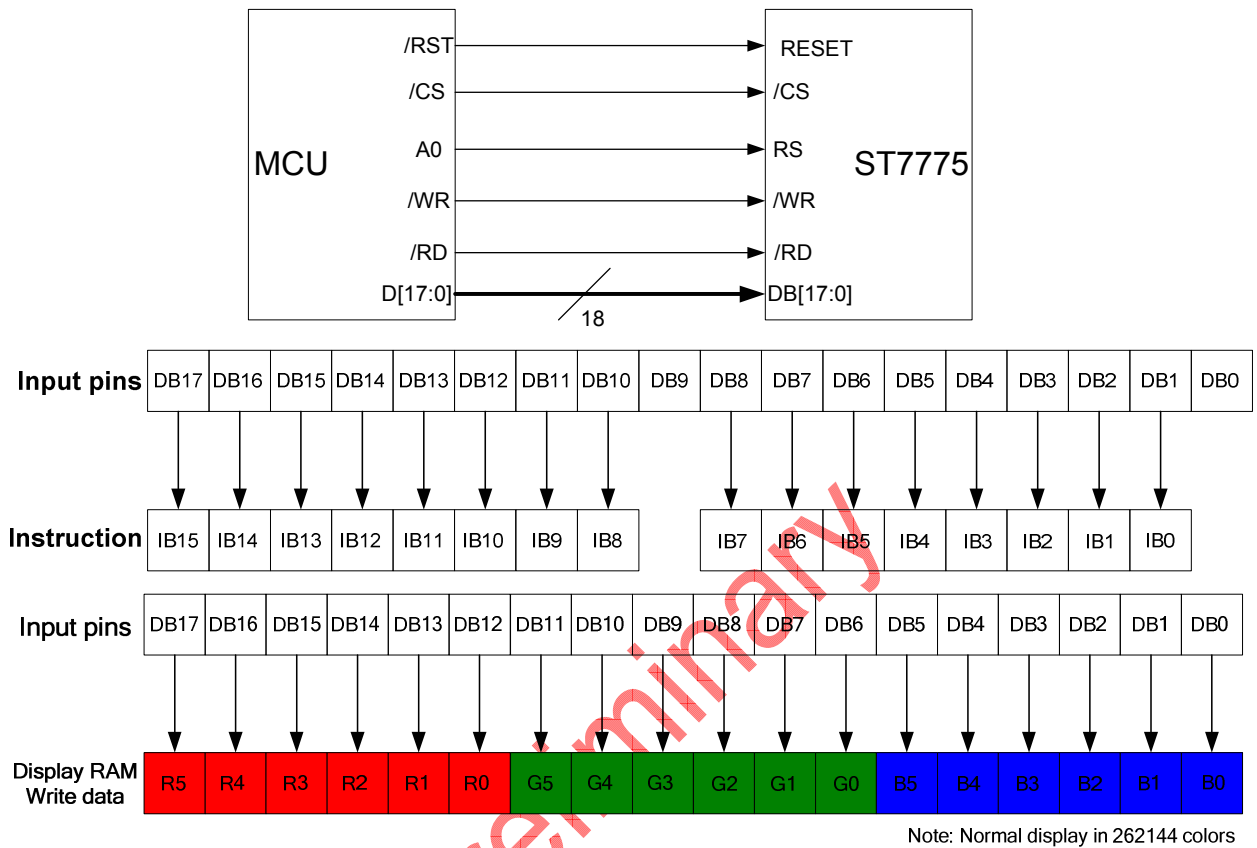 /RST RESET
/CS /CS
MCU A0 RS ST7775
/WR /WR
/RD /RD
D[17:0] DB[17:0]
18
Input pins DB17 DB16 DB15 DB14 DB13 DB12 DB11 DB10 DB9 DB8 DB7 DB6 DB5 DB4 DB3 DB2 DB1 DB0
Instruction IB15 IB14 IB13 IB12 IB11 IB10 IB9 IB8 IB7 IB6 IB5 IB4 IB3 IB2 IB1 IB0
Input pins DB17 DB16 DB15 DB14 DB13 DB12 DB11 DB10 DB9 DB8 DB7 DB6 DB5 DB4 DB3 DB2 DB1 DB0
Display RAM
Write data
R5 R4 R3 R2 R1 R0 G5 G4 G3 G2 G1 G0 B5 B4 B3 B2 B1 B0
Note: Normal display in 262144 colors